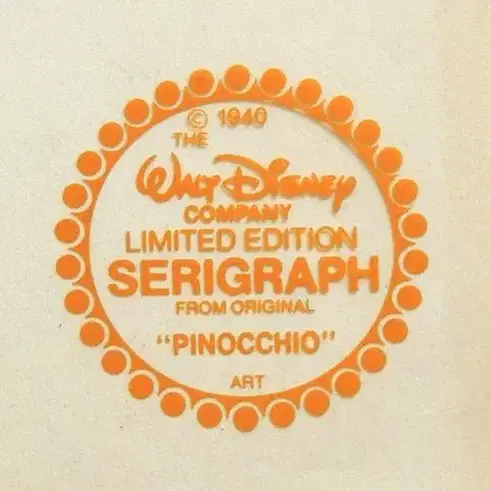 © 1940
THE
WALT DISNEY
COMPANY
LIMITED EDITION
SERIGRAPH
FROM ORIGINAL
"PINOCCHIO"
ART